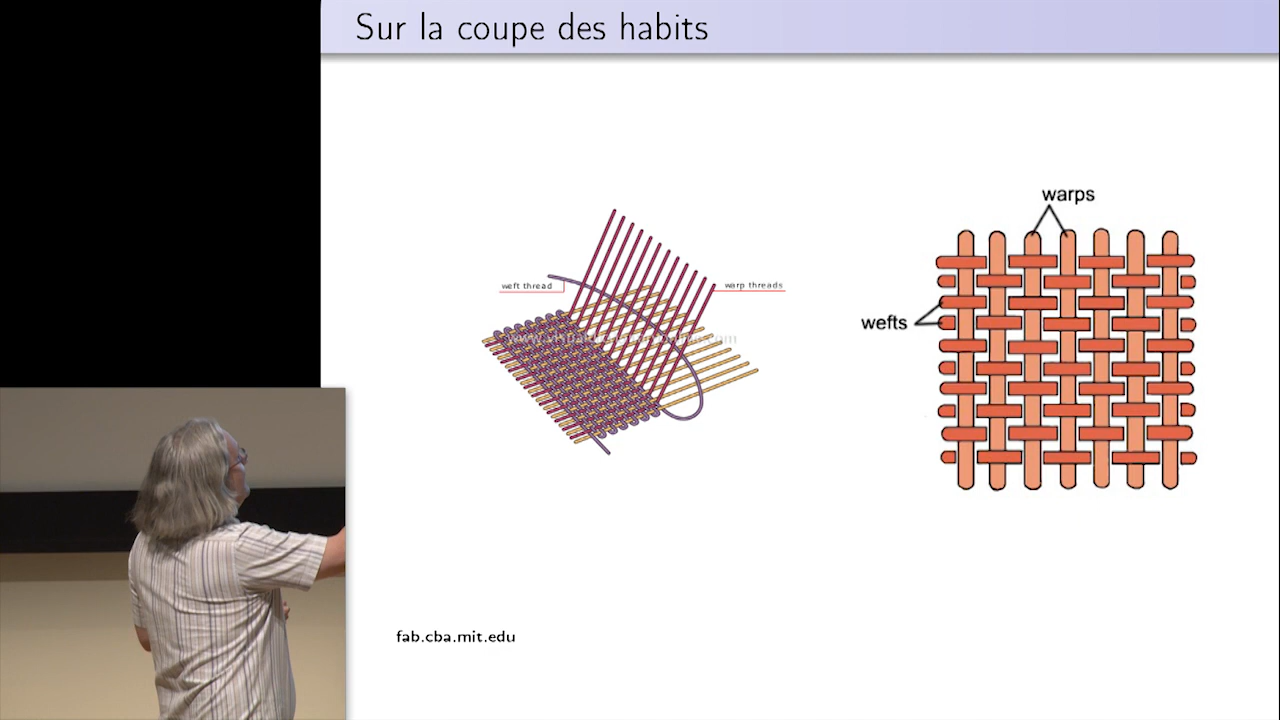 Sur la coupe des habits
warps
weft thread
warp threads
wefts
fab.cba.mit.edu